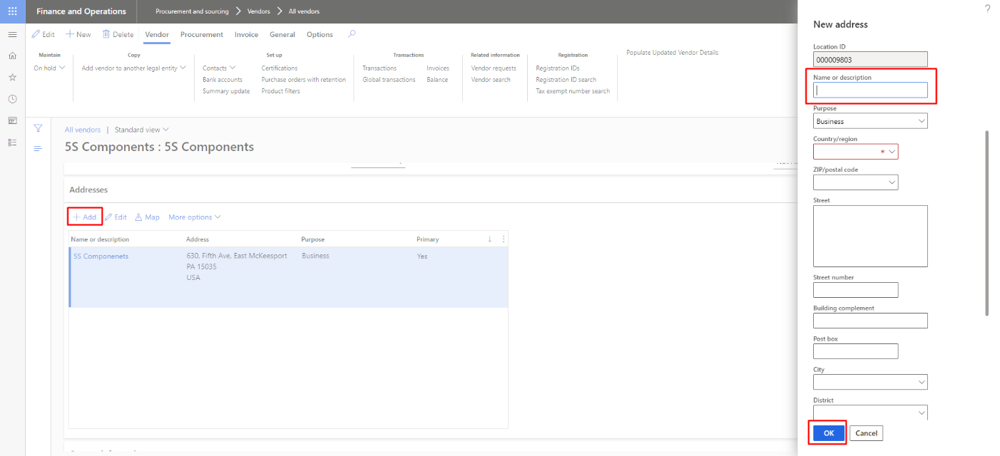 Finance and Operations
Procurement and sourcing
Vendors
All vendors
?
Edit
New
Delete
Vendor
Procurement
Invoice
General
Options
Maintain
On hold
Copy
Add vendor to another legal entity
Set up
Contacts
Bank accounts
Summary update
Certifications
Purchase orders with retention
Product filters
Transactions
Transactions
Global transactions
Invoices
Balance
Related information
Vendor requests
Vendor search
Registration
Registration IDs
Registration ID search
Tax exempt number search
Populate Updated Vendor Details
All vendors | Standard view
5S Components : 5S Components
Addresses
+ Add
Edit
Map
More options
Name or description Address Purpose Primary
5S Componenets 630, Fifth Ave, East McKeesport Business Yes
PA 15035
USA
New address
Location ID
000009803
Name or description
Purpose
Business
Country/region
*
ZIP/postal code
Street
Street number
Building complement
Post box
City
District
OK
Cancel